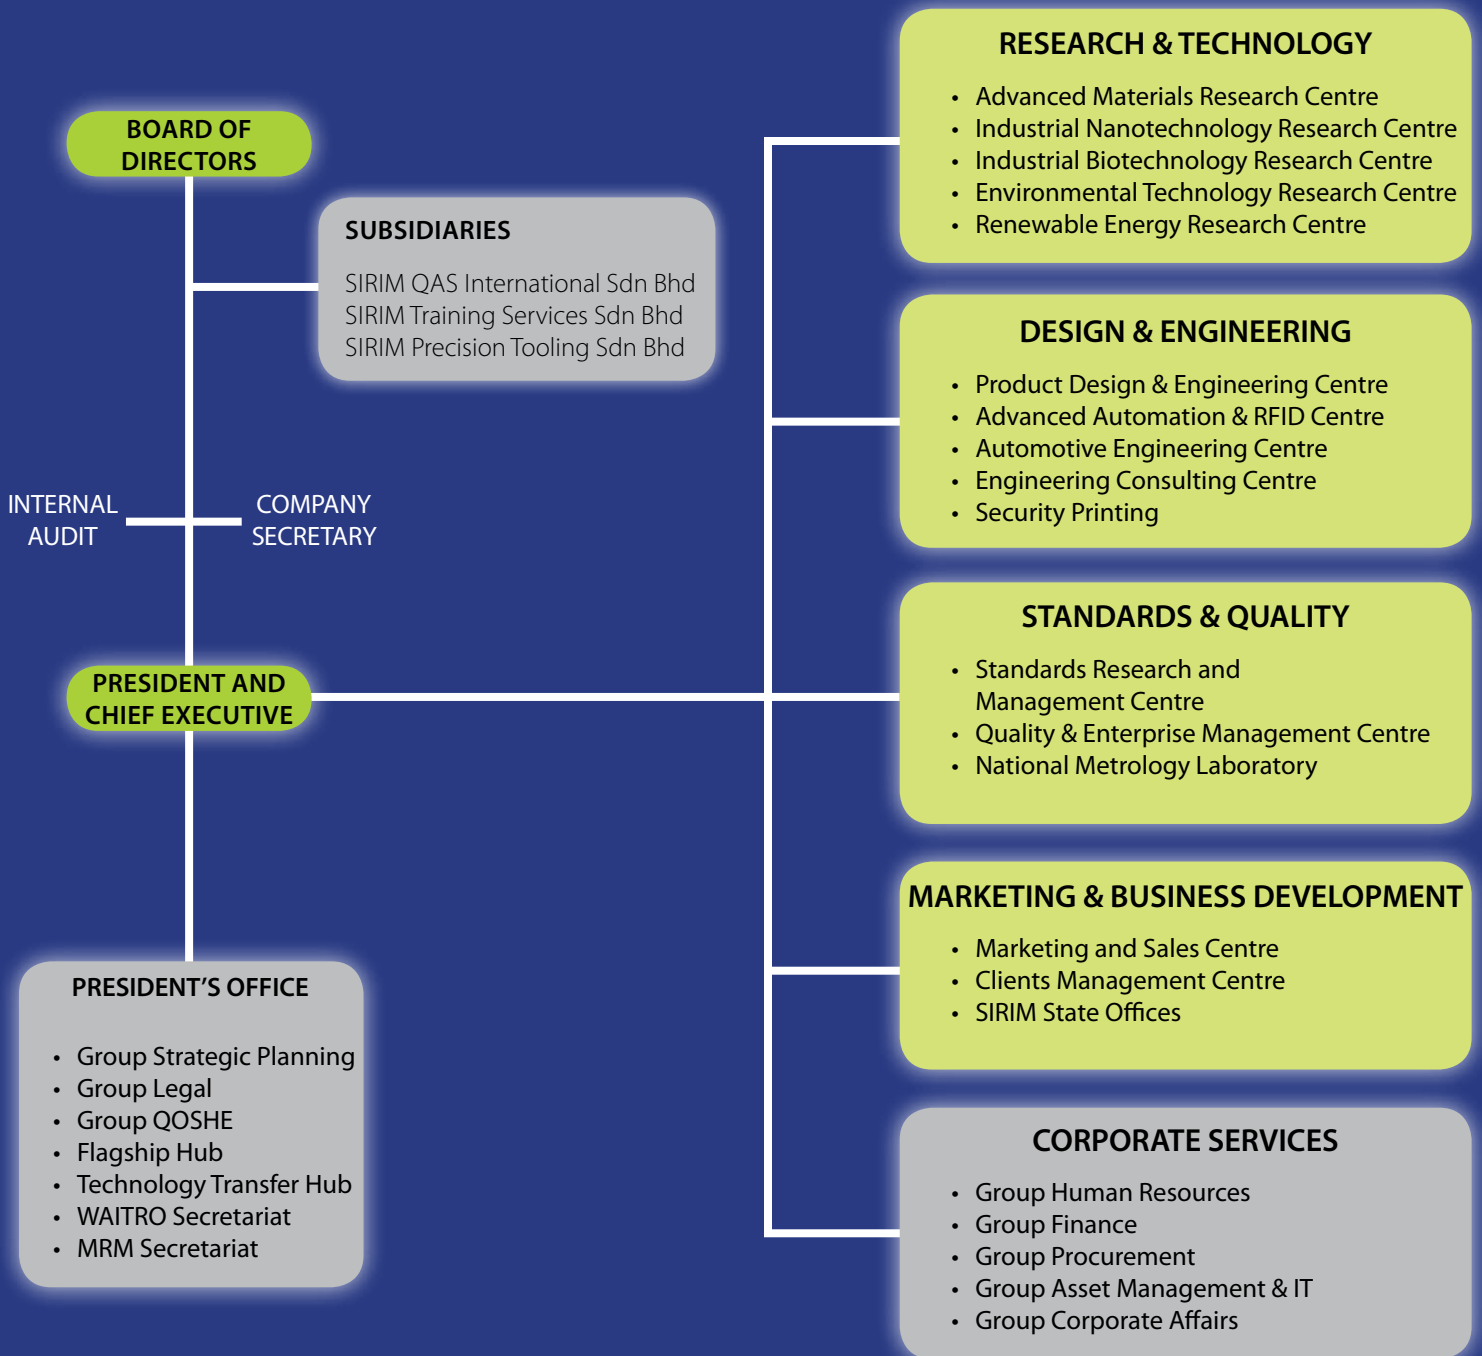 BOARD OF
DIRECTORS
SUBSIDIARIES
SIRIM QAS International Sdn Bhd
SIRIM Training Services Sdn Bhd
SIRIM Precision Tooling Sdn Bhd
INTERNAL
AUDIT
COMPANY
SECRETARY
PRESIDENT AND
CHIEF EXECUTIVE
PRESIDENT’S OFFICE
• Group Strategic Planning
• Group Legal
• Group QOSHE
• Flagship Hub
• Technology Transfer Hub
• WAITRO Secretariat
• MRM Secretariat
RESEARCH & TECHNOLOGY
• Advanced Materials Research Centre
• Industrial Nanotechnology Research Centre
• Industrial Biotechnology Research Centre
• Environmental Technology Research Centre
• Renewable Energy Research Centre
DESIGN & ENGINEERING
• Product Design & Engineering Centre
• Advanced Automation & RFID Centre
• Automotive Engineering Centre
• Engineering Consulting Centre
• Security Printing
STANDARDS & QUALITY
• Standards Research and
Management Centre
• Quality & Enterprise Management Centre
• National Metrology Laboratory
MARKETING & BUSINESS DEVELOPMENT
• Marketing and Sales Centre
• Clients Management Centre
• SIRIM State Offices
CORPORATE SERVICES
• Group Human Resources
• Group Finance
• Group Procurement
• Group Asset Management & IT
• Group Corporate Affairs